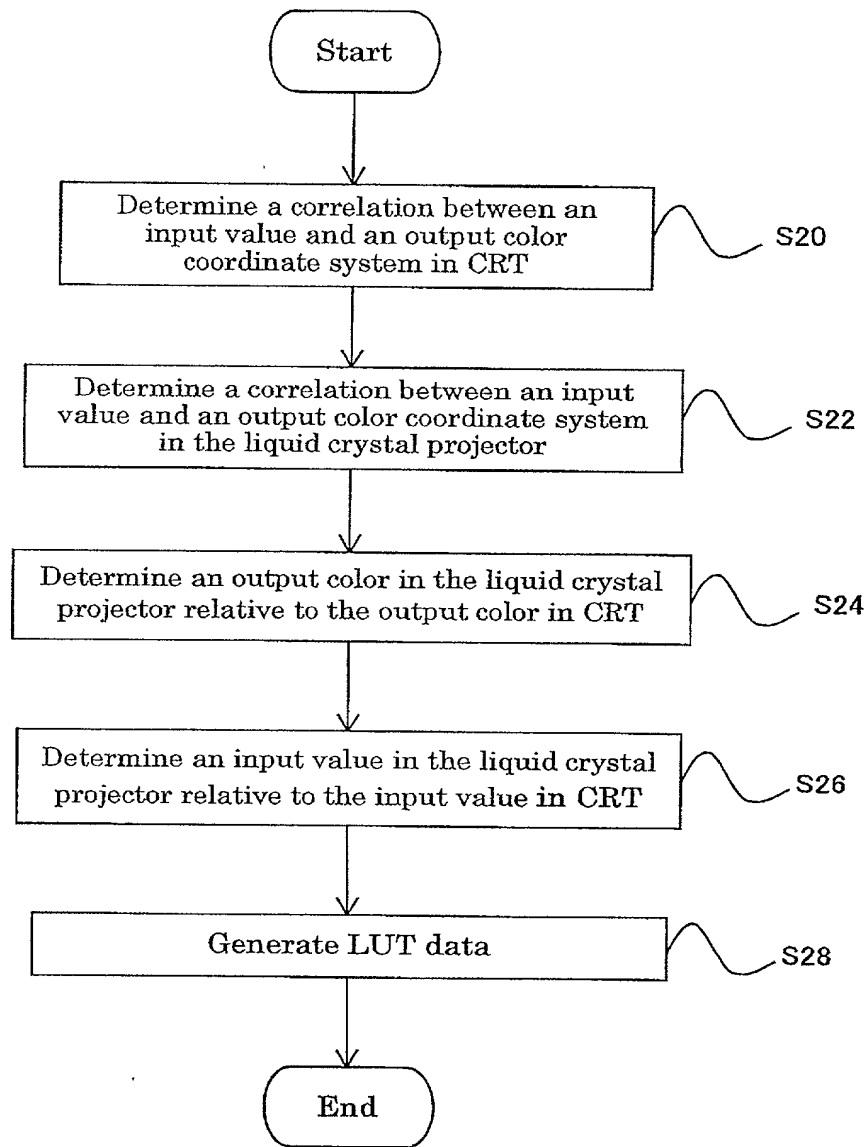 Start
Determine a correlation between an
input value and an output color
coordinate system in CRT
S20
Determine a correlation between an input
value and an output color coordinate system
in the liquid crystal projector
S22
Determine an output color in the liquid crystal
projector relative to the output color in CRT
S24
Determine an input value in the liquid crystal
projector relative to the input value in CRT
S26
Generate LUT data
S28
End